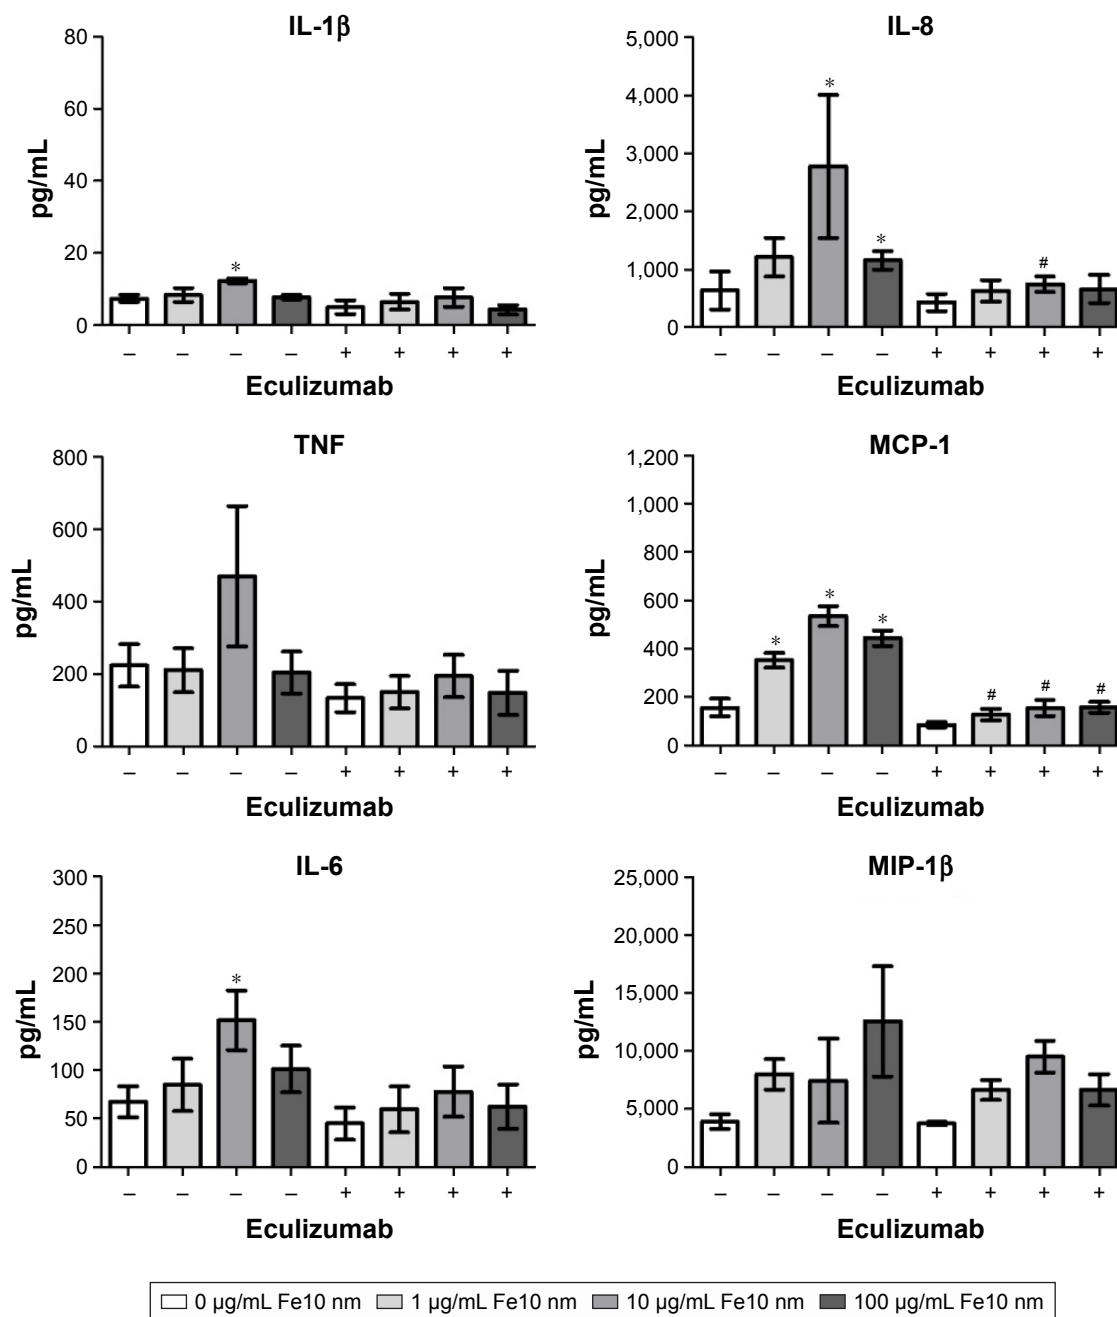 IL-1β
80
60
40
20
0
pg/mL
*
– – – – + + + +
Eculizumab
IL-8
5,000
4,000
3,000
2,000
1,000
0
pg/mL
* * #
– – – – + + + +
Eculizumab
TNF
800
600
400
200
0
pg/mL
– – – – + + + +
Eculizumab
MCP-1
1,200
1,000
800
600
400
200
0
pg/mL
* * * # # #
– – – – + + + +
Eculizumab
IL-6
300
250
200
150
100
50
0
pg/mL
*
– – – – + + + +
Eculizumab
MIP-1β
25,000
20,000
15,000
10,000
5,000
0
pg/mL
– – – – + + + +
Eculizumab
0 µg/mL Fe10 nm 1 µg/mL Fe10 nm 10 µg/mL Fe10 nm 100 µg/mL Fe10 nm